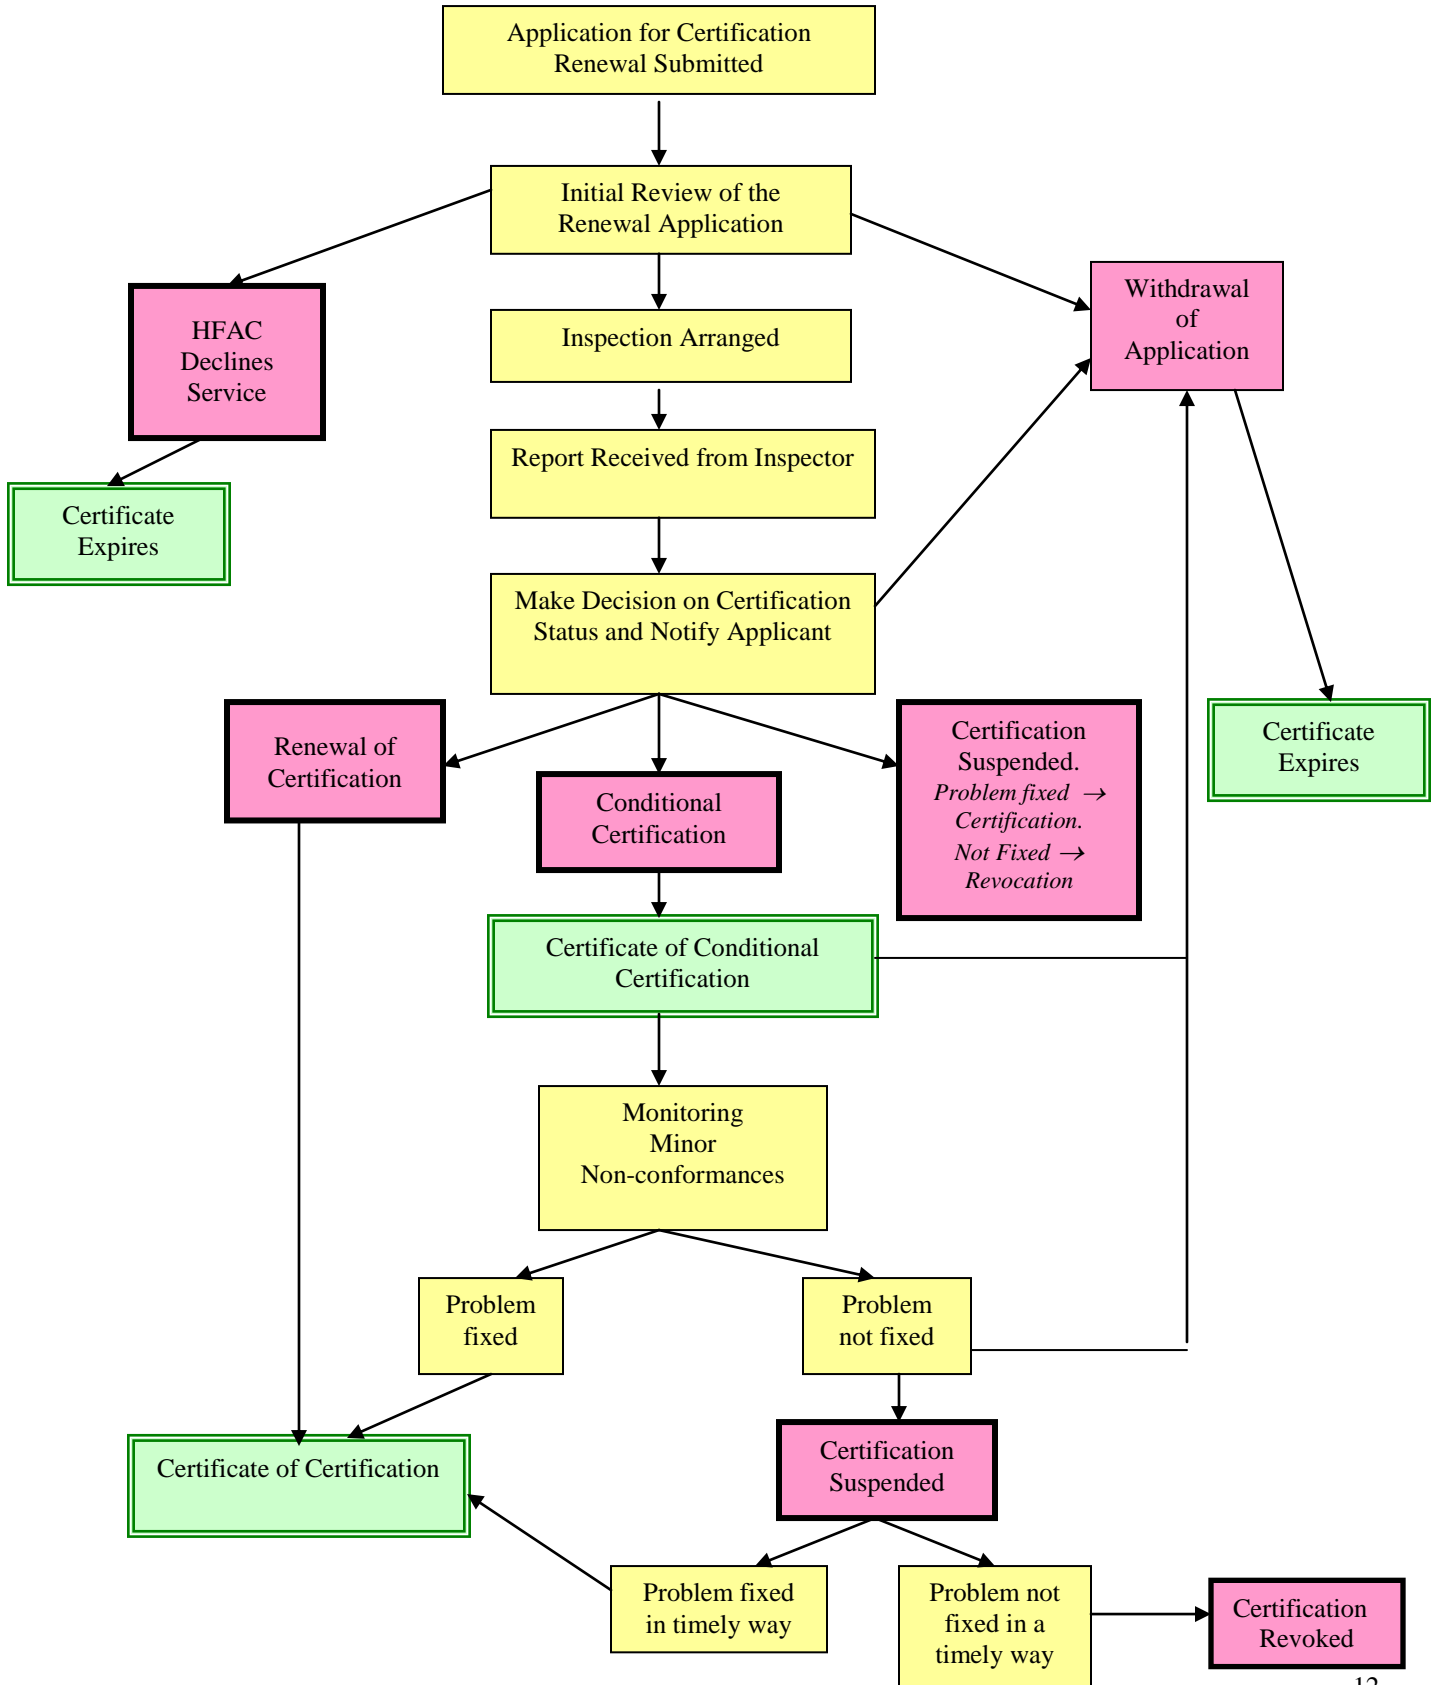 Application for Certification
Renewal Submitted
Initial Review of the
Renewal Application
Withdrawal
of
Application
HFAC
Declines
Service
Inspection Arranged
Report Received from Inspector
Certificate
Expires
Make Decision on Certification
Status and Notify Applicant
Renewal of
Certification
Conditional
Certification
Certification
Suspended.
Problem fixed →
Certification.
Not Fixed →
Revocation
Certificate
Expires
Certificate of Conditional
Certification
Monitoring
Minor
Non-conformances
Problem
fixed
Problem
not fixed
Certificate of Certification
Certification
Suspended
Problem fixed
in timely way
Problem not
fixed in a
timely way
Certification
Revoked